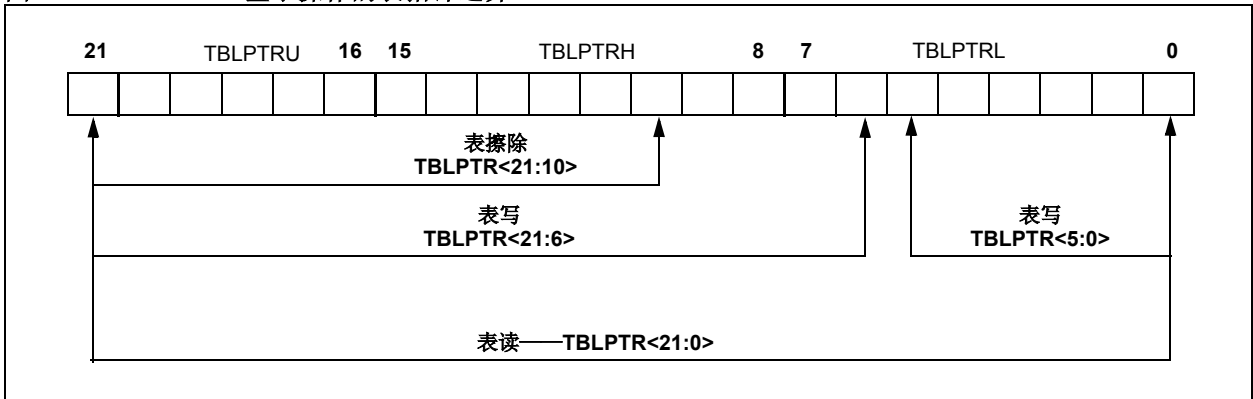 21 TBLPTRU 16 15 TBLPTRH 8 7 TBLPTRL 0
表擦除
TBLPTR<21:10>
表写
TBLPTR<21:6>
表写
TBLPTR<5:0>
表读——TBLPTR<21:0>